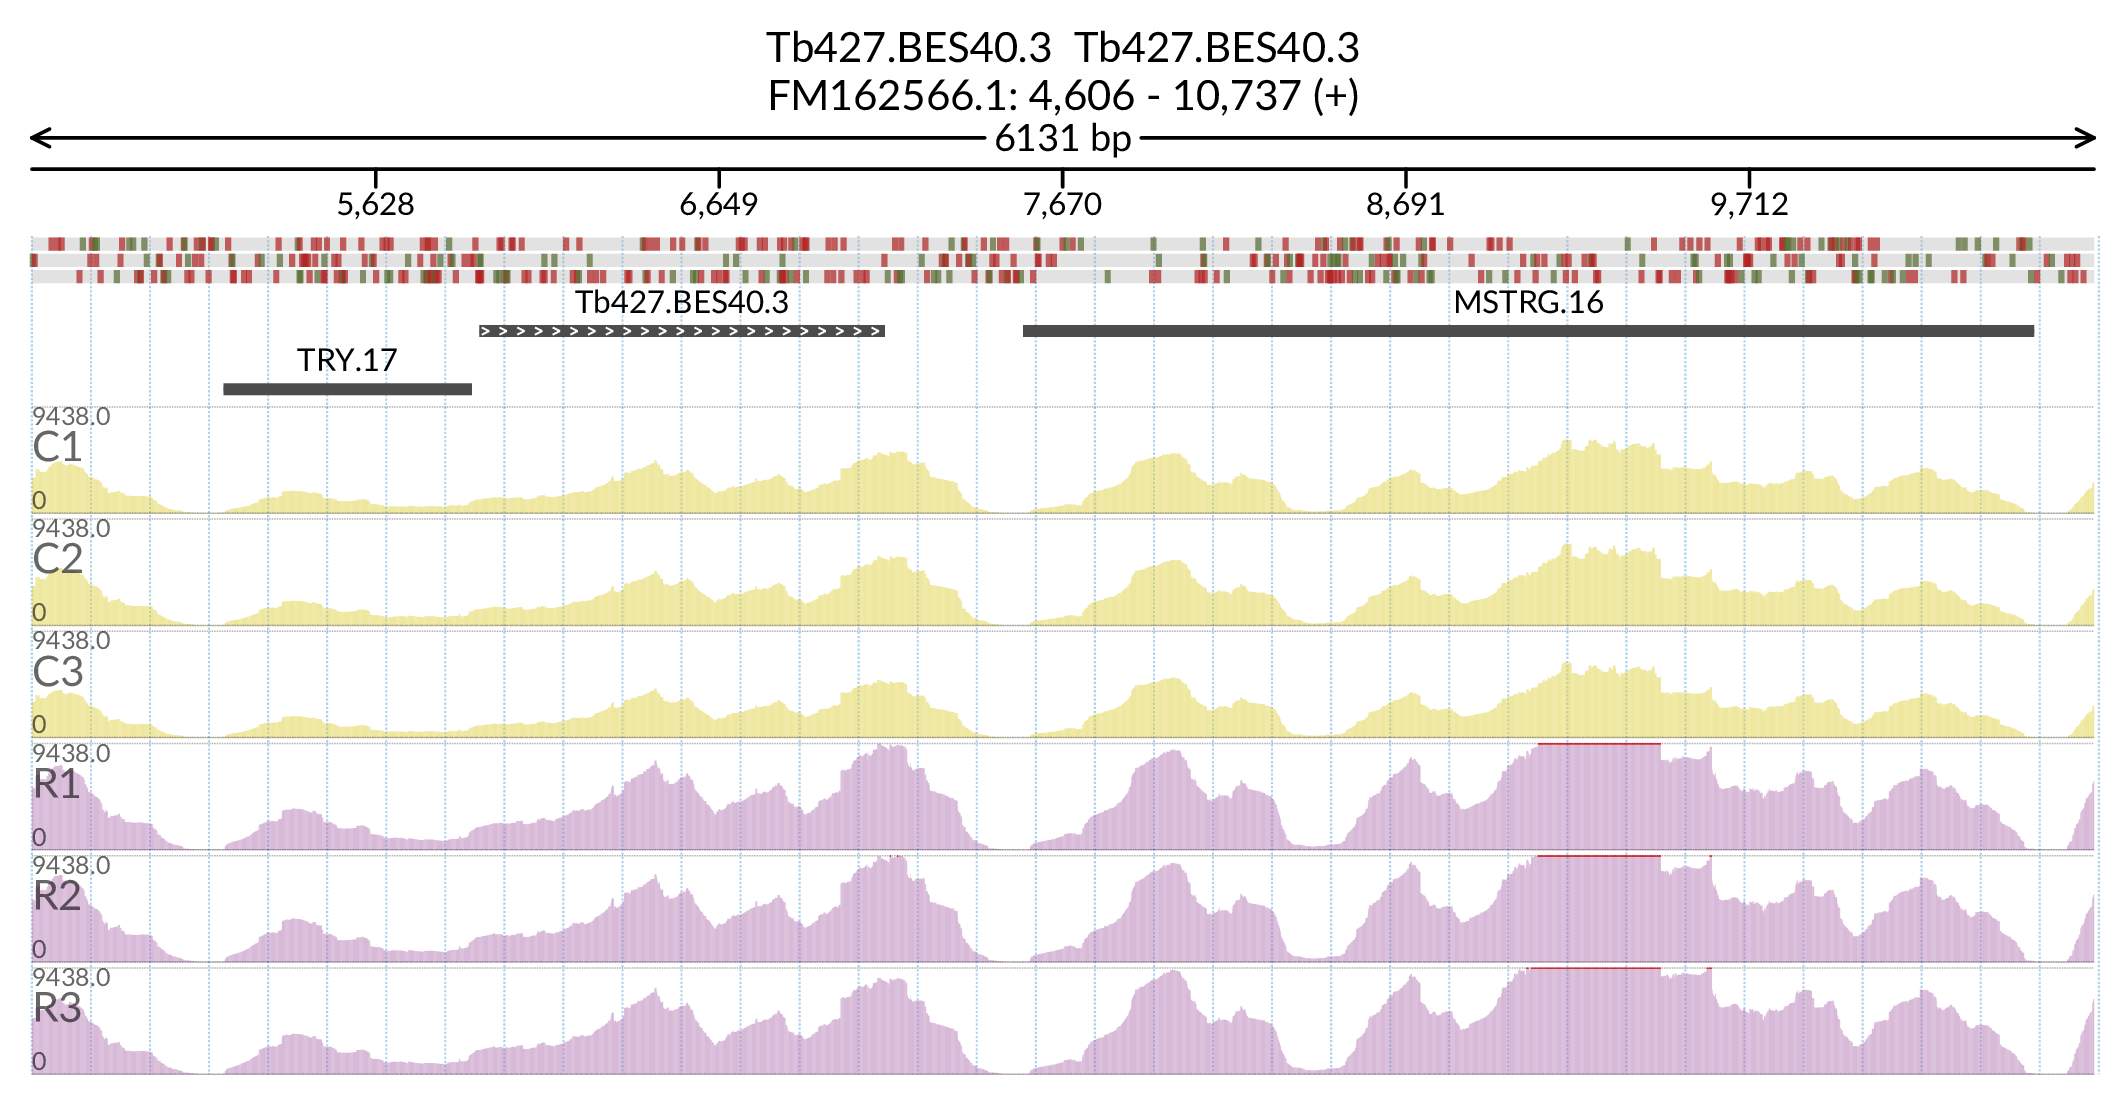 Tb427.BES40.3 Tb427.BES40.3
FM162566.1: 4,606 - 10,737 (+)
6131 bp
5,628 6,649 7,670 8,691 9,712
Tb427.BES40.3 MSTRG.16
> > > > > > > > > > > > > > > > > > > > > > >
TRY.17
9438.0
C1
0
9438.0
C2
0
9438.0
C3
0
9438.0
R1
0
9438.0
R2
0
9438.0
R3
0